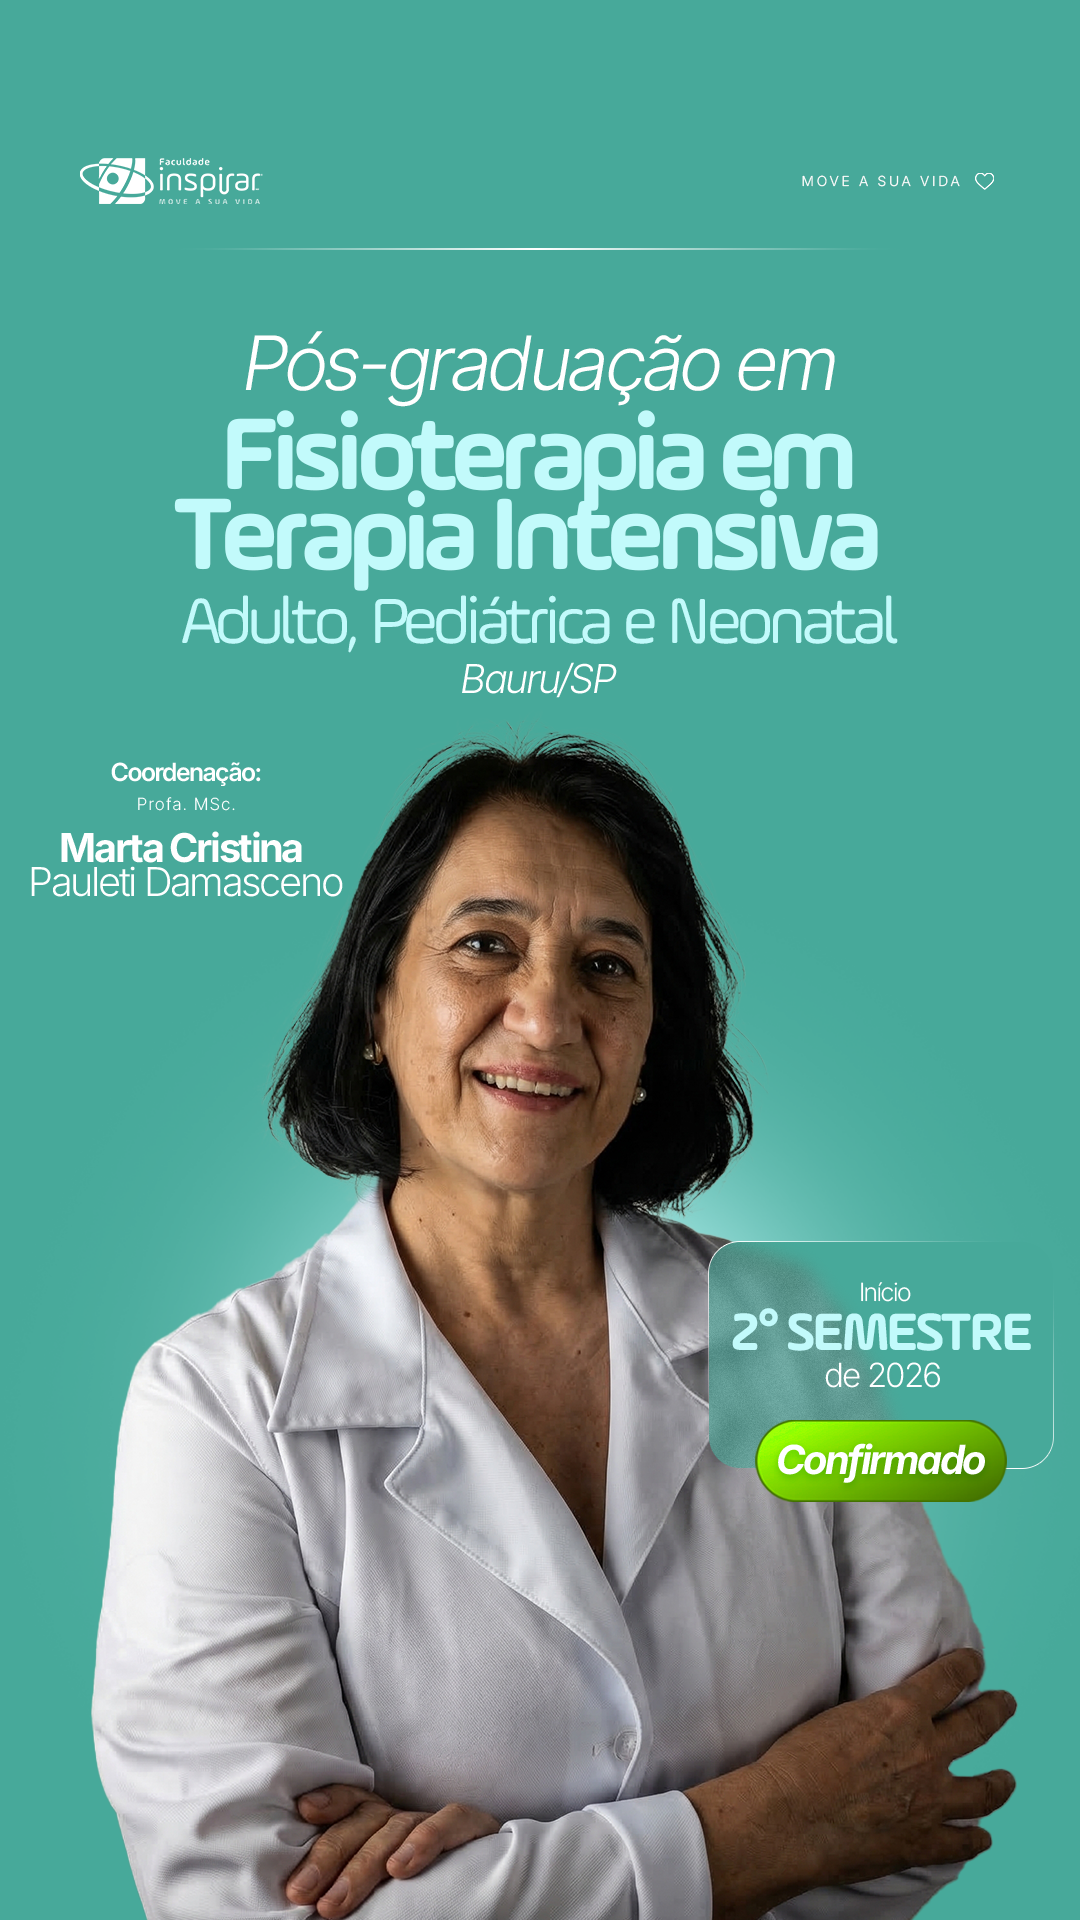 Faculdade
inspirar
MOVE A SUA VIDA
MOVE A SUA VIDA
Pós-graduação em
Fisioterapia em
Terapia Intensiva
Adulto, Pediátrica e Neonatal
Bauru/SP
Coordenação:
Profa. MSc.
Marta Cristina
Pauleti Damasceno
Início
2º SEMESTRE
de 2026
Confirmado